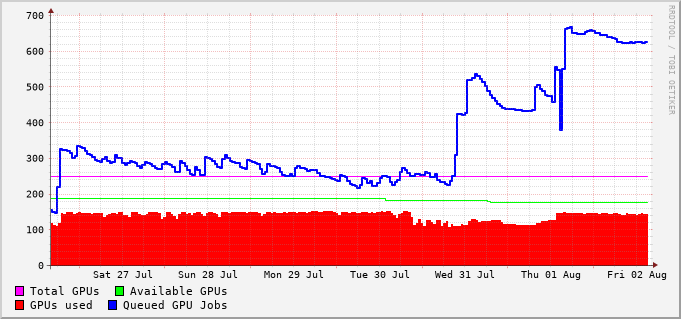 700
600
500
400
300
200
100
0
Sat 27 Jul Sun 28 Jul Mon 29 Jul Tue 30 Jul Wed 31 Jul Thu 01 Aug Fri 02 Aug
Total GPUs Available GPUs
GPUs used Queued GPU Jobs
RRDTOOL / TOBI OETIKER